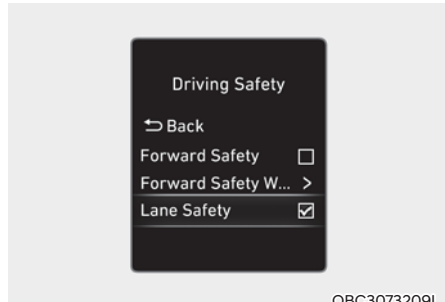 Driving Safety
Back
Forward Safety
Forward Safety W... >
Lane Safety
OBC3073209L